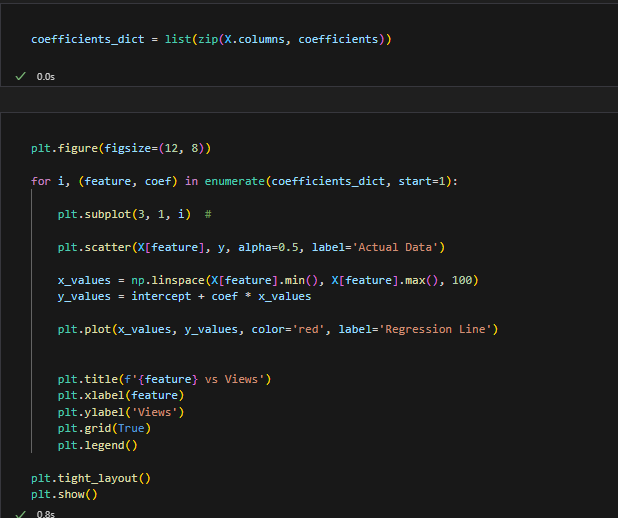 coefficients_dict = list(zip(X.columns, coefficients))
✓ 0.0s
plt.figure(figsize=(12, 8))
for i, (feature, coef) in enumerate(coefficients_dict, start=1):
plt.subplot(3, 1, i)  #
plt.scatter(X[feature], y, alpha=0.5, label='Actual Data')
x_values = np.linspace(X[feature].min(), X[feature].max(), 100)
y_values = intercept + coef * x_values
plt.plot(x_values, y_values, color='red', label='Regression Line')
plt.title(f'{feature} vs Views')
plt.xlabel(feature)
plt.ylabel('Views')
plt.grid(True)
plt.legend()
plt.tight_layout()
plt.show()
✓ 0.8s